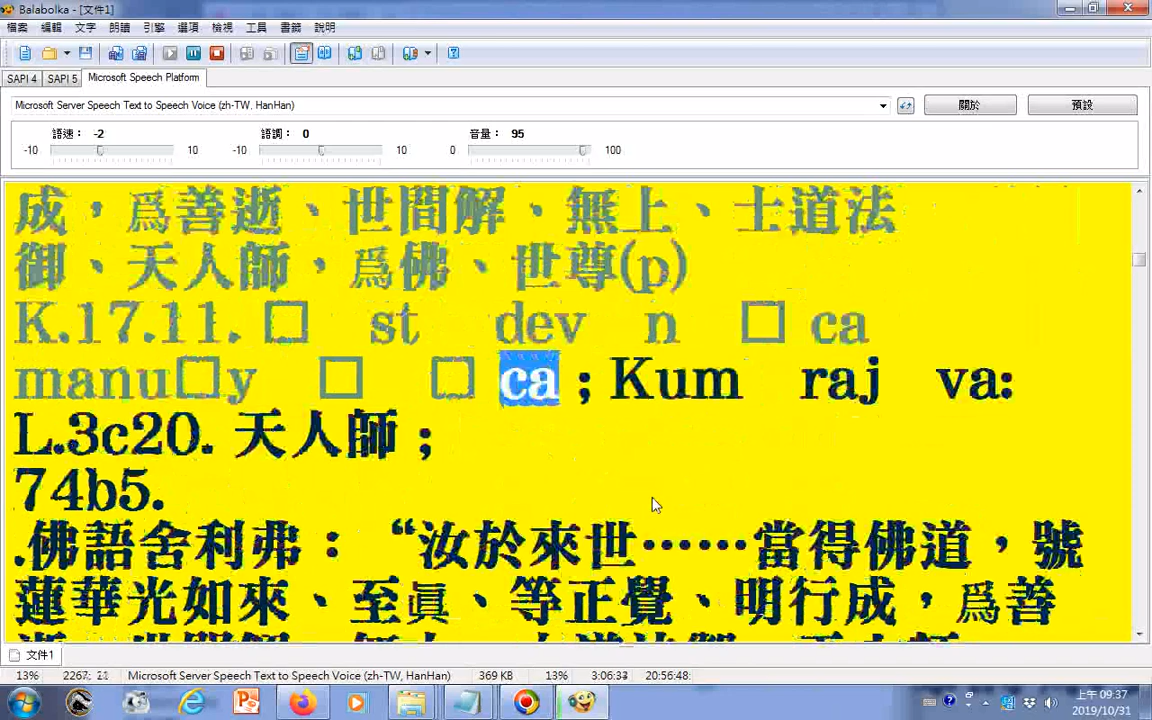 Balabolka - [文件1]
檔案 編輯 文字 朗讀 引擎 選項 檢視 工具 書籤 說明
SAPI 4 SAPI 5 Microsoft Speech Platform
Microsoft Server Speech Text to Speech Voice (zh-TW, HanHan) 關於 預設
語速： -2 語調： 0 音量： 95
-10 10 -10 10 0 100
成，爲善逝、世間解、無上、士道法
御、天人師，爲佛、世尊(p)
K.17.11. □ st dev n □ ca
manu□y □ □ ca ; Kum raj va:
L.3c20. 天人師；
74b5.
.佛語舍利弗：“汝於來世……當得佛道，號
蓮華光如來、至眞、等正覺、明行成，爲善
文件1
13% 2267: 21 Microsoft Server Speech Text to Speech Voice (zh-TW, HanHan) 369 KB 13% 3:06:33 20:56:48:
上午 09:37
2019/10/31